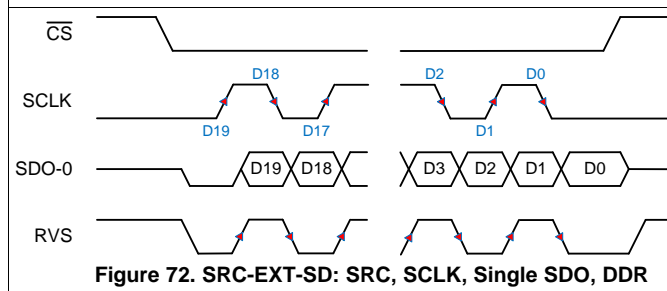 CS
D18 D2 D0
SCLK
D19 D17 D1
SDO-0 D19 D18 D3 D2 D1 D0
RVS
Figure 72. SRC-EXT-SD: SRC, SCLK, Single SDO, DDR